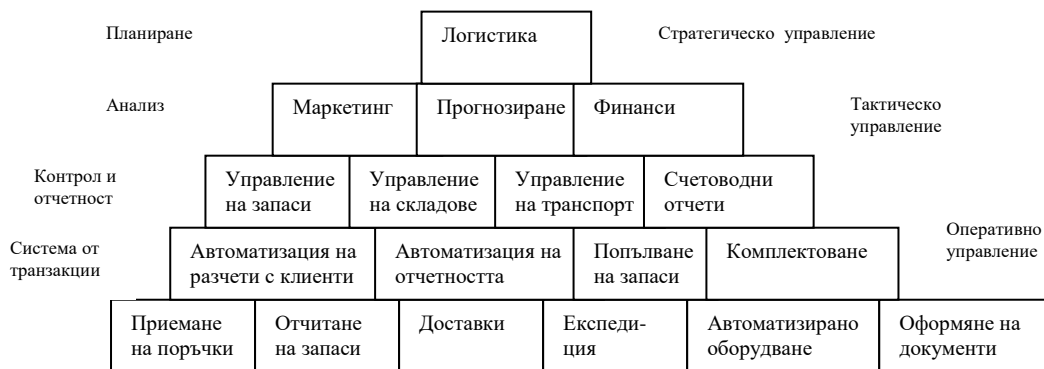 Планиране
Логистика
Стратегическо управление
Анализ
Маркетинг
Прогнозиране
Финанси
Тактическо
управление
Контрол и
отчетност
Управление
на запаси
Управление
на складове
Управление
на транспорт
Счетоводни
отчети
Система от
транзакции
Автоматизация на
разчети с клиенти
Автоматизация на
отчетността
Попълване
на запаси
Комплектоване
Оперативно
управление
Приемане
на поръчки
Отчитане
на запаси
Доставки
Експеди-
ция
Автоматизирано
оборудване
Оформяне на
документи